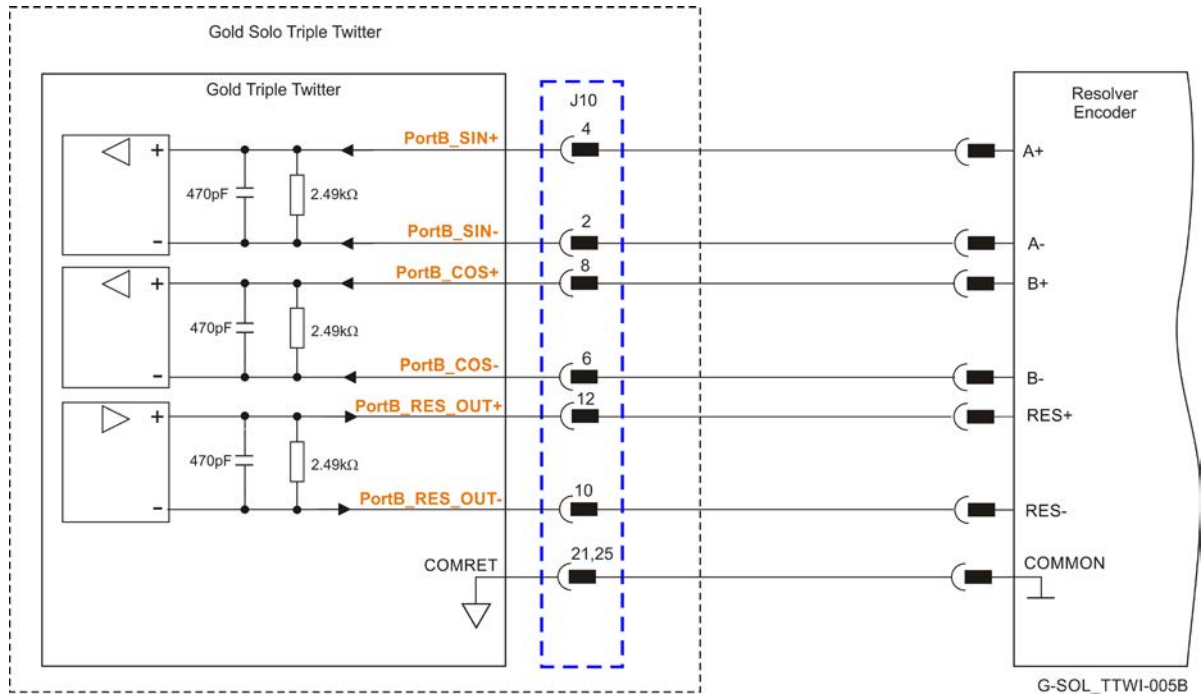 Gold Solo Triple Twitter
Gold Triple Twitter
J10
Resolver
Encoder
+
470pF
2.49kΩ
-
PortB_SIN+
4
A+
PortB_SIN-
2
A-
+
470pF
2.49kΩ
-
PortB_COS+
8
B+
PortB_COS-
6
B-
+
470pF
2.49kΩ
-
PortB_RES_OUT+
12
RES+
PortB_RES_OUT-
10
RES-
COMRET
21,25
COMMON
G-SOL_TTWI-005B